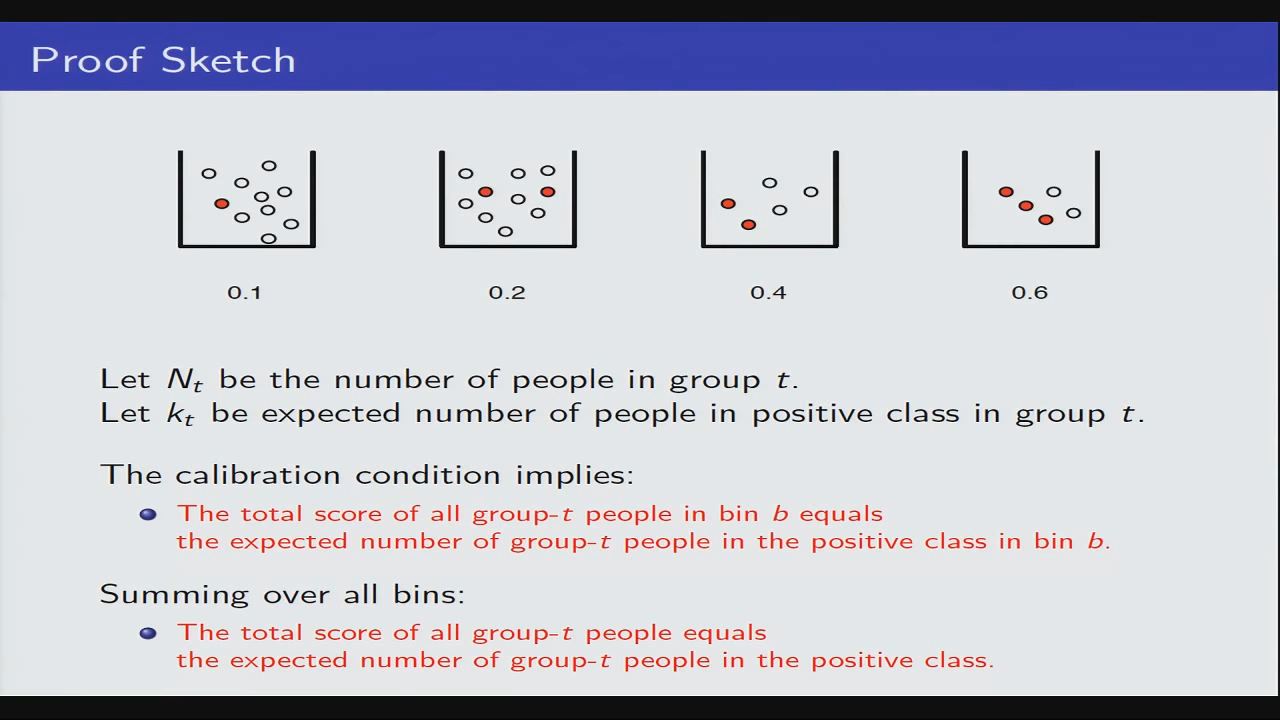 Proof Sketch
0.1 0.2 0.4 0.6
Let Nₜ be the number of people in group t.
Let kₜ be expected number of people in positive class in group t.
The calibration condition implies:
The total score of all group-t people in bin b equals
the expected number of group-t people in the positive class in bin b.
Summing over all bins:
The total score of all group-t people equals
the expected number of group-t people in the positive class.